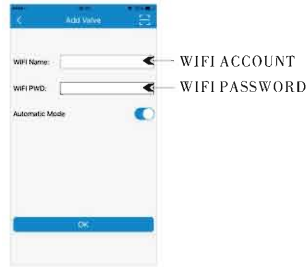 Add Valve
WIFI Name:
WIFI ACCOUNT
WIFI PWD:
WIFI PASSWORD
Automatic Mode
OK